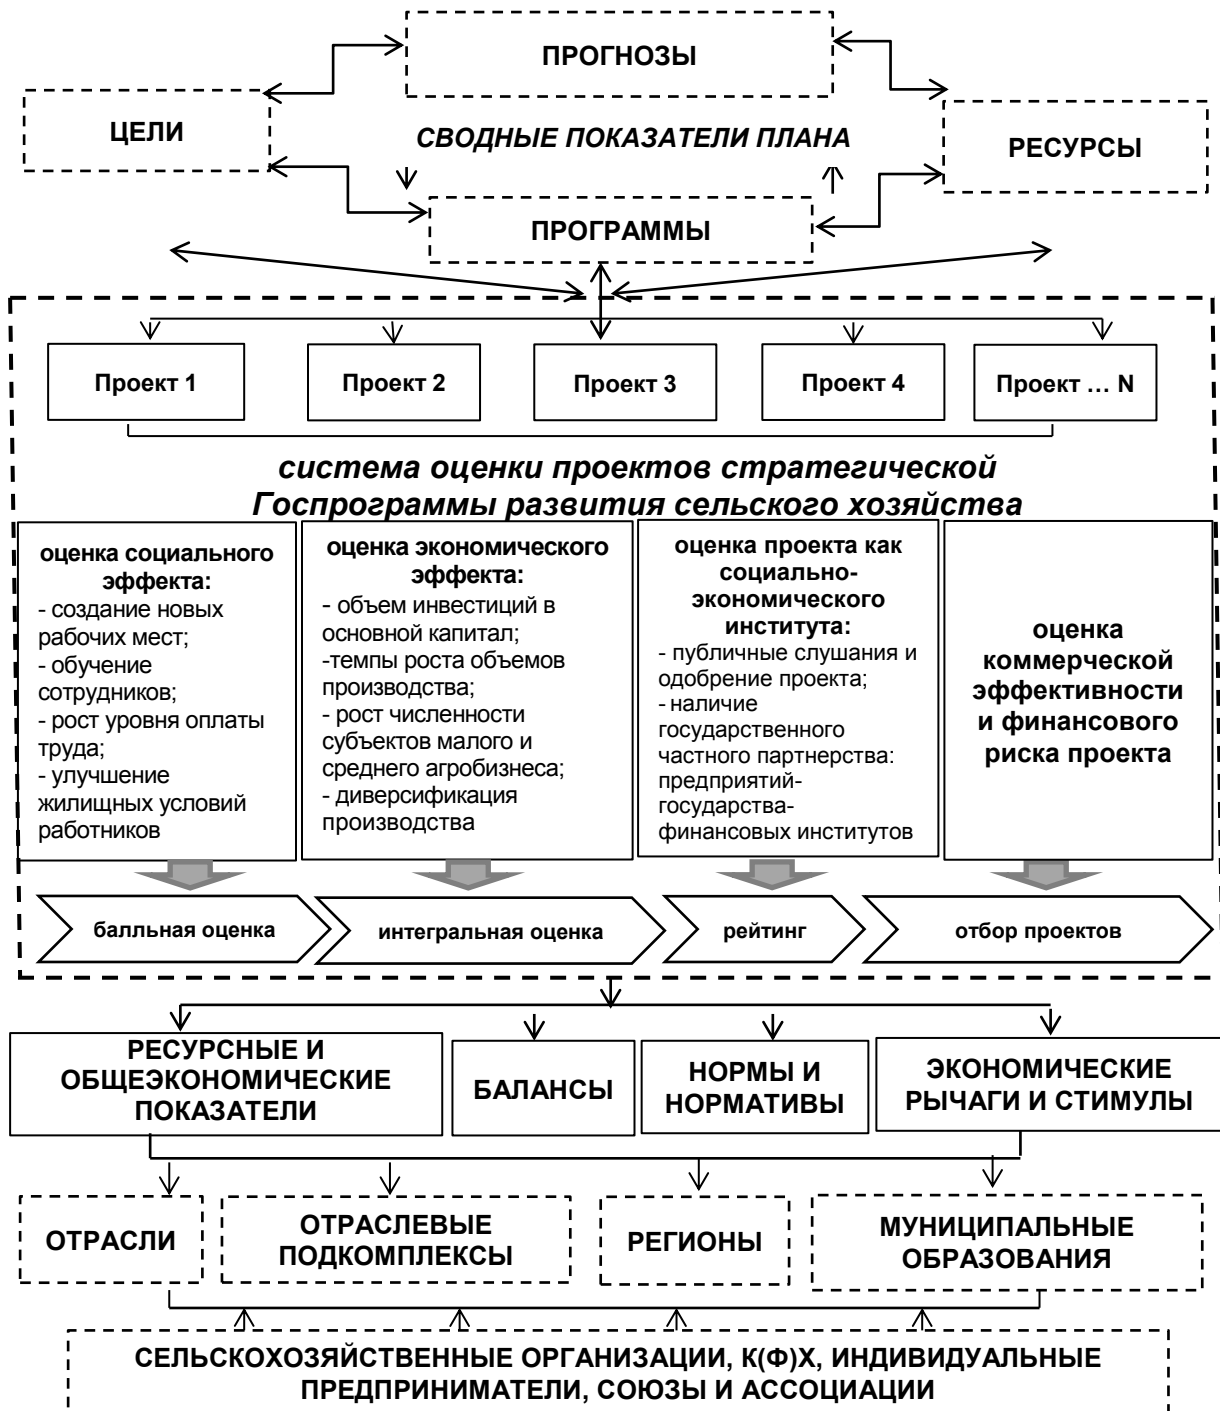 ПРОГНОЗЫ
ЦЕЛИ
СВОДНЫЕ ПОКАЗАТЕЛИ ПЛАНА
РЕСУРСЫ
ПРОГРАММЫ
Проект 1
Проект 2
Проект 3
Проект 4
Проект … N
система оценки проектов стратегической
Госпрограммы развития сельского хозяйства
оценка социального
эффекта:
- создание новых
рабочих мест;
- обучение
сотрудников;
- рост уровня оплаты
труда;
- улучшение
жилищных условий
работников
оценка экономического
эффекта:
- объем инвестиций в
основной капитал;
-темпы роста объемов
производства;
- рост численности
субъектов малого и
среднего агробизнеса;
- диверсификация
производства
оценка проекта как
социально-
экономического
института:
- публичные слушания и
одобрение проекта;
- наличие
государственного
частного партнерства:
предприятий-
государства-
финансовых институтов
оценка
коммерческой
эффективности
и финансового
риска проекта
балльная оценка
интегральная оценка
рейтинг
отбор проектов
РЕСУРСНЫЕ И
ОБЩЕЭКОНОМИЧЕСКИЕ
ПОКАЗАТЕЛИ
БАЛАНСЫ
НОРМЫ И
НОРМАТИВЫ
ЭКОНОМИЧЕСКИЕ
РЫЧАГИ И СТИМУЛЫ
ОТРАСЛИ
ОТРАСЛЕВЫЕ
ПОДКОМПЛЕКСЫ
РЕГИОНЫ
МУНИЦИПАЛЬНЫЕ
ОБРАЗОВАНИЯ
СЕЛЬСКОХОЗЯЙСТВЕННЫЕ ОРГАНИЗАЦИИ, К(Ф)Х, ИНДИВИДУАЛЬНЫЕ
ПРЕДПРИНИМАТЕЛИ, СОЮЗЫ И АССОЦИАЦИИ